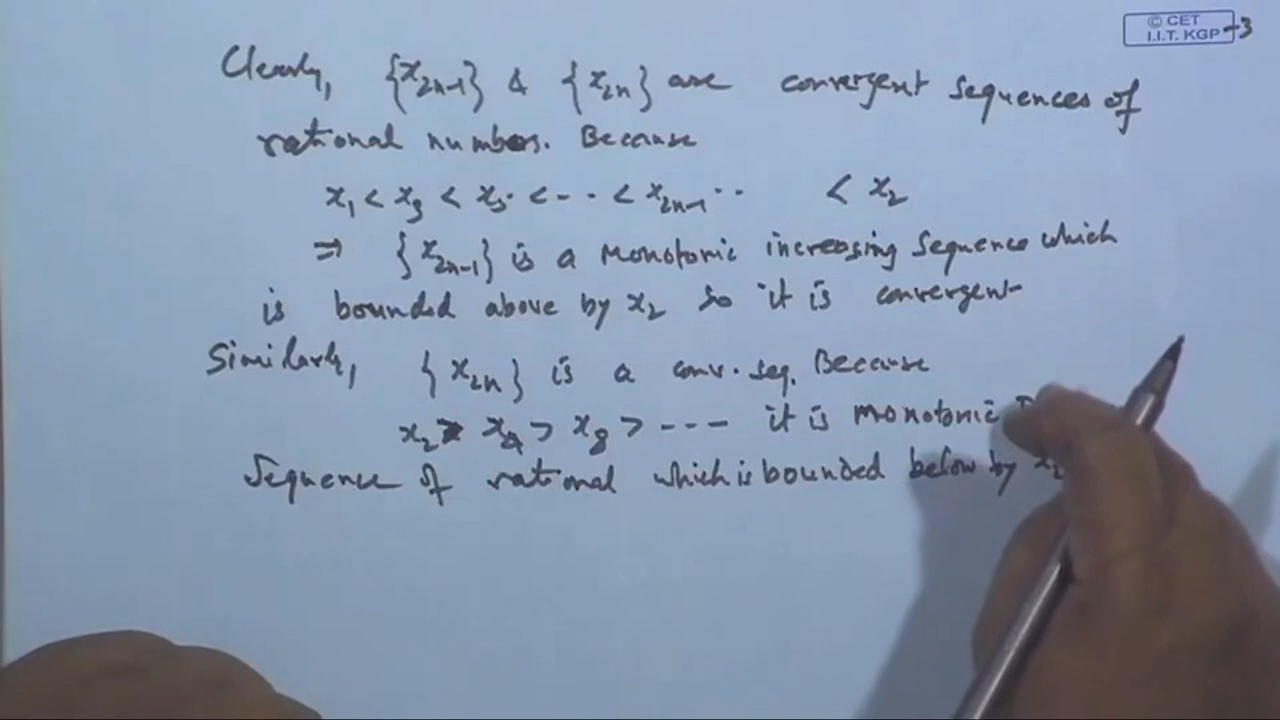 © CET
I.I.T. KGP -3
Clearly, {x2n-1} & {x2n} are convergent sequences of
rational numbers. Because
x1 < x3 < x5 < -- < x2n-1 .. < x2
⇒ {x2n-1} is a monotonic increasing sequence which
is bounded above by x2 so it is convergent
Similarly, {x2n} is a conv. seq. Because
x2 > x4 > x8 > --- it is monotonic
Sequence of rational which is bounded below by